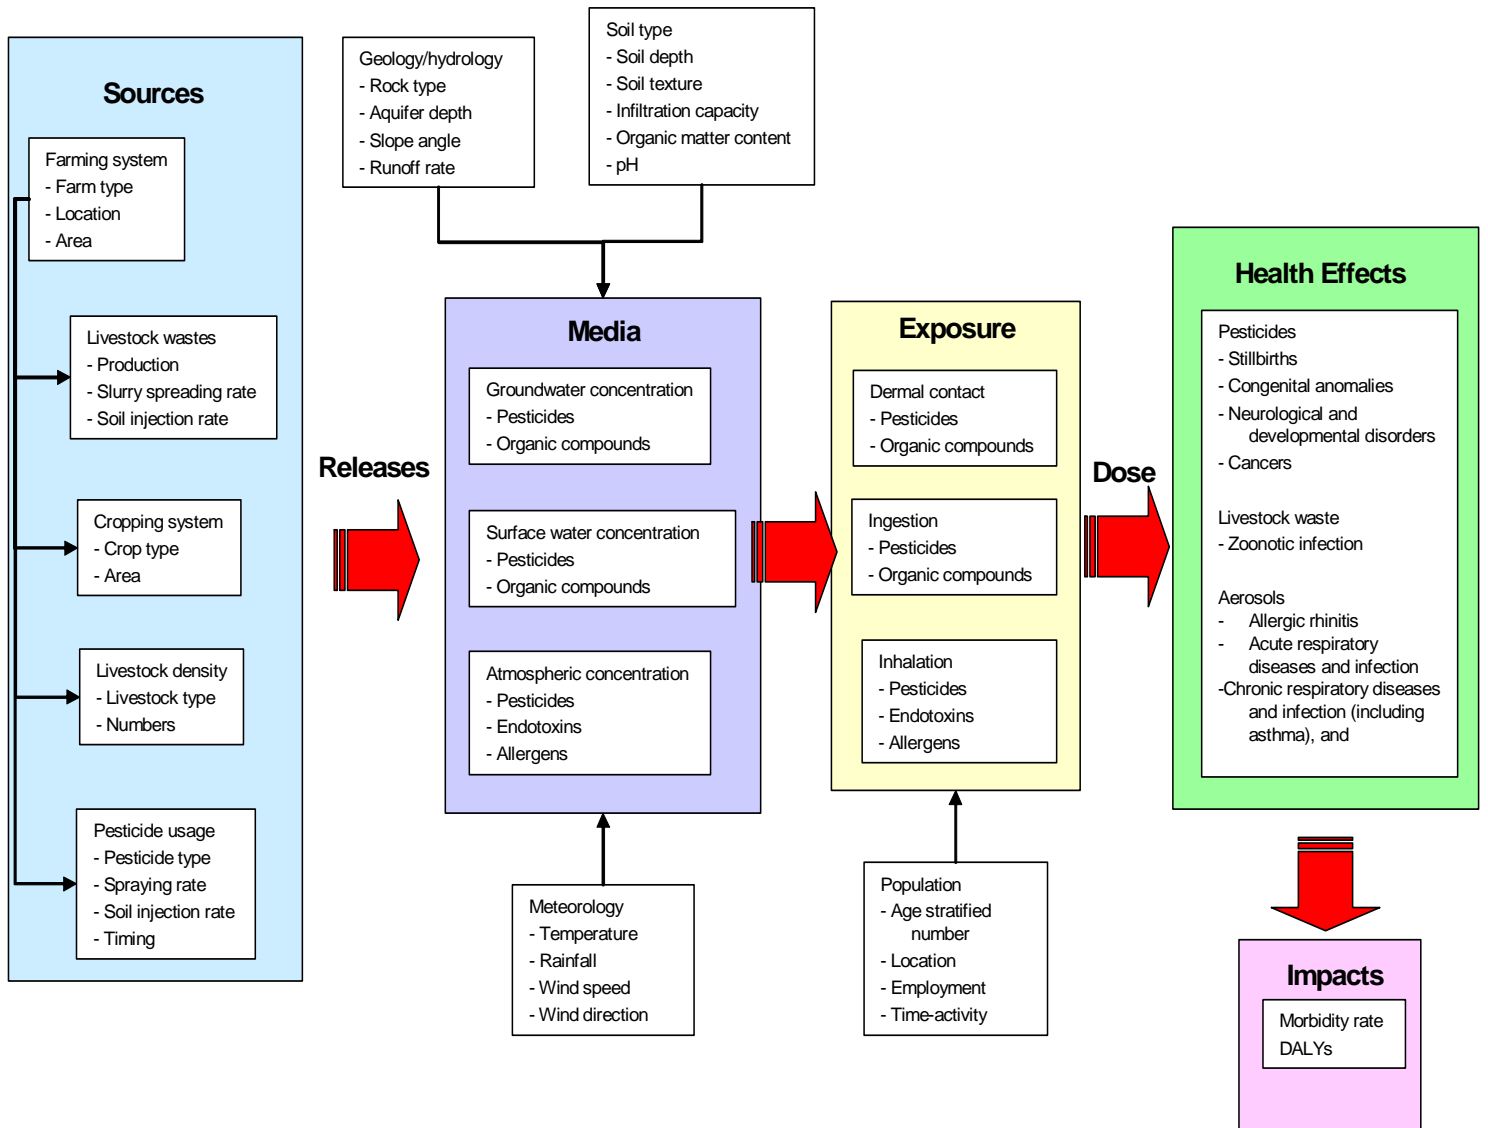 Sources
Farming system
- Farm type
- Location
- Area
Livestock wastes
- Production
- Slurry spreading rate
- Soil injection rate
Cropping system
- Crop type
- Area
Livestock density
- Livestock type
- Numbers
Pesticide usage
- Pesticide type
- Spraying rate
- Soil injection rate
- Timing
Releases
Geology/hydrology
- Rock type
- Aquifer depth
- Slope angle
- Runoff rate
Soil type
- Soil depth
- Soil texture
- Infiltration capacity
- Organic matter content
- pH
Media
Groundwater concentration
- Pesticides
- Organic compounds
Surface water concentration
- Pesticides
- Organic compounds
Atmospheric concentration
- Pesticides
- Endotoxins
- Allergens
Meteorology
- Temperature
- Rainfall
- Wind speed
- Wind direction
Exposure
Dermal contact
- Pesticides
- Organic compounds
Ingestion
- Pesticides
- Organic compounds
Inhalation
- Pesticides
- Endotoxins
- Allergens
Population
- Age stratified
number
- Location
- Employment
- Time-activity
Dose
Health Effects
Pesticides
- Stillbirths
- Congenital anomalies
- Neurological and
developmental disorders
- Cancers
Livestock waste
- Zoonotic infection
Aerosols
- Allergic rhinitis
- Acute respiratory
diseases and infection
-Chronic respiratory diseases
and infection (including
asthma), and
Impacts
Morbidity rate
DALYs